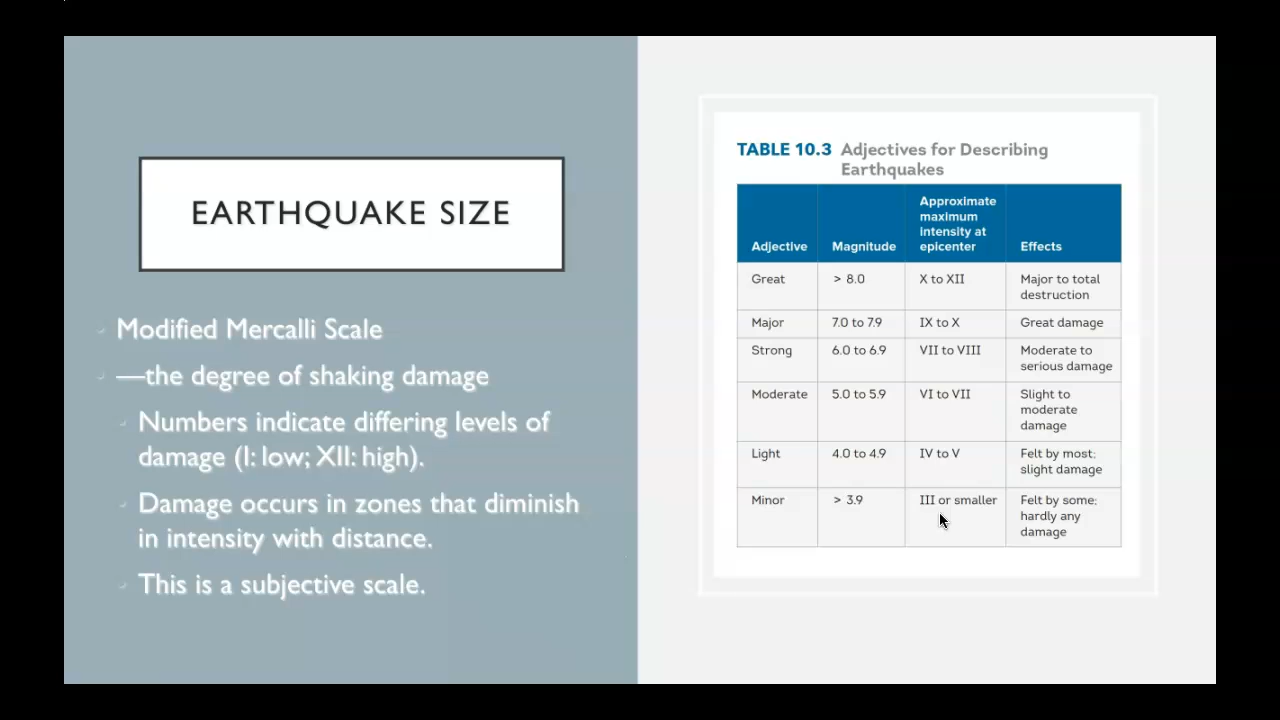 EARTHQUAKE SIZE
Modified Mercalli Scale
—the degree of shaking damage
Numbers indicate differing levels of
damage (I: low; XII: high).
Damage occurs in zones that diminish
in intensity with distance.
This is a subjective scale.
TABLE 10.3 Adjectives for Describing
Earthquakes
Adjective Magnitude Approximate
maximum
intensity at
epicenter Effects
Great > 8.0 X to XII Major to total
destruction
Major 7.0 to 7.9 IX to X Great damage
Strong 6.0 to 6.9 VII to VIII Moderate to
serious damage
Moderate 5.0 to 5.9 VI to VII Slight to
moderate
damage
Light 4.0 to 4.9 IV to V Felt by most;
slight damage
Minor > 3.9 III or smaller Felt by some;
hardly any
damage